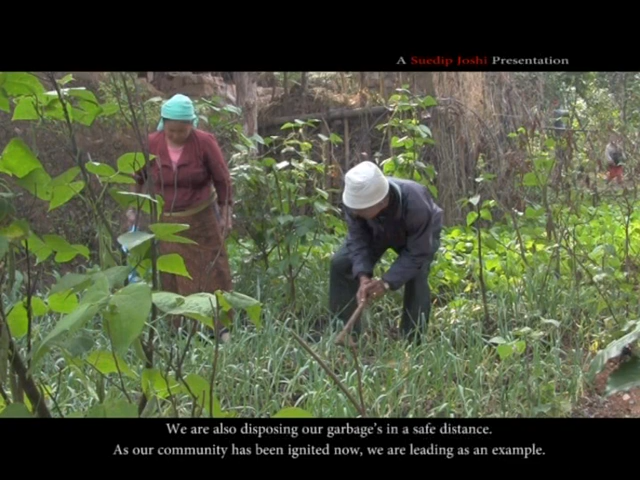 A Suedip Joshi Presentation
We are also disposing our garbage's in a safe distance.
As our community has been ignited now, we are leading as an example.